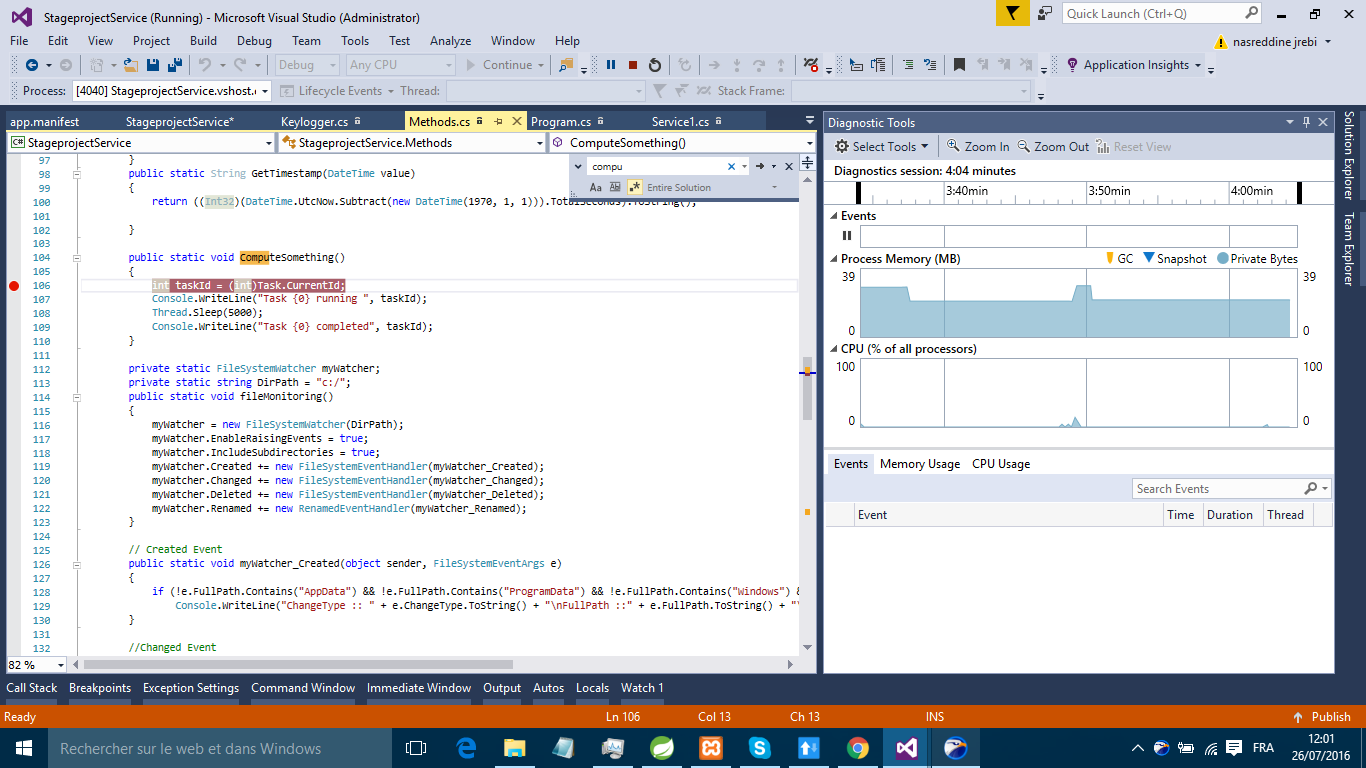 StageprojectService (Running) - Microsoft Visual Studio (Administrator)
Quick Launch (Ctrl+Q)
File Edit View Project Build Debug Team Tools Test Analyze Window Help
nasreddine jrebi
Debug Any CPU Continue Application Insights
Process: [4040] StageprojectService.vshost. Lifecycle Events Thread: Stack Frame:
app.manifest StageprojectService* Keylogger.cs Methods.cs Program.cs Service1.cs
C# StageprojectService StageprojectService.Methods ComputeSomething()
compu
Aa Entire Solution
97 }
98 public static String GetTimestamp(DateTime value)
99 {
100 return ((Int32)(DateTime.UtcNow.Subtract(new DateTime(1970, 1, 1))).TotalSeconds).ToString();
101
102 }
103
104 public static void ComputeSomething()
105 {
106 int taskId = (int)Task.CurrentId;
107 Console.WriteLine("Task {0} running ", taskId);
108 Thread.Sleep(5000);
109 Console.WriteLine("Task {0} completed", taskId);
110 }
111
112 private static FileSystemWatcher myWatcher;
113 private static string DirPath = "c:/";
114 public static void fileMonitoring()
115 {
116 myWatcher = new FileSystemWatcher(DirPath);
117 myWatcher.EnableRaisingEvents = true;
118 myWatcher.IncludeSubdirectories = true;
119 myWatcher.Created += new FileSystemEventHandler(myWatcher_Created);
120 myWatcher.Changed += new FileSystemEventHandler(myWatcher_Changed);
121 myWatcher.Deleted += new FileSystemEventHandler(myWatcher_Deleted);
122 myWatcher.Renamed += new RenamedEventHandler(myWatcher_Renamed);
123 }
124
125 // Created Event
126 public static void myWatcher_Created(object sender, FileSystemEventArgs e)
127 {
128 if (!e.FullPath.Contains("AppData") && !e.FullPath.Contains("ProgramData") && !e.FullPath.Contains("Windows") &
129 Console.WriteLine("ChangeType :: " + e.ChangeType.ToString() + "\nFullPath ::" + e.FullPath.ToString() + "\
130 }
131
132 //Changed Event
82 %
Diagnostic Tools
Select Tools Zoom In Zoom Out Reset View
Diagnostics session: 4:04 minutes
3:40min 3:50min 4:00min
Events
Process Memory (MB) GC Snapshot Private Bytes
39 39
0 0
CPU (% of all processors)
100 100
0 0
Events Memory Usage CPU Usage
Search Events
Event Time Duration Thread
Solution Explorer
Team Explorer
Call Stack Breakpoints Exception Settings Command Window Immediate Window Output Autos Locals Watch 1
Ready Ln 106 Col 13 Ch 13 INS Publish
Rechercher sur le web et dans Windows
FRA
12:01
26/07/2016